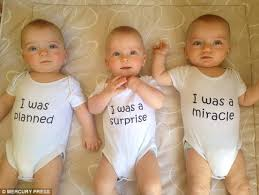 I was
planned
I was a
surprise
I was a
miracle
© MERCURY PRESS